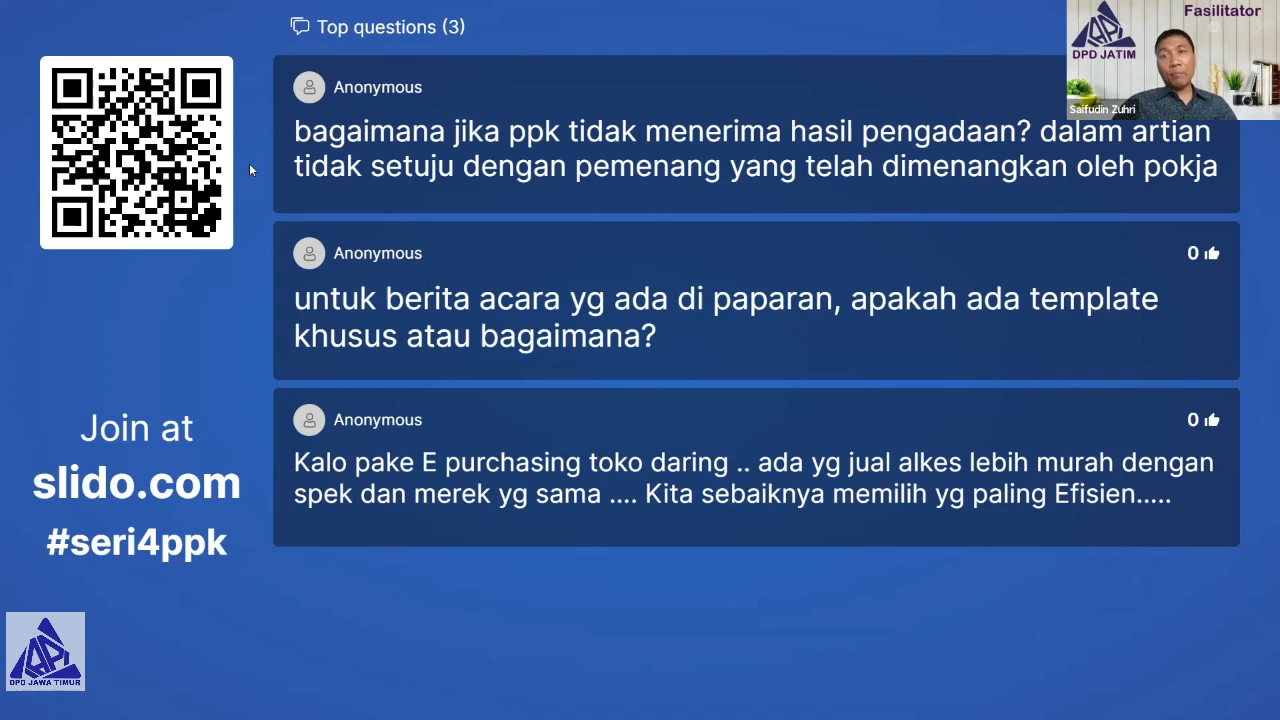 Top questions (3)
Fasilitator
DPD JATIM
Saifudin Zuhri
Anonymous
bagaimana jika ppk tidak menerima hasil pengadaan? dalam artian
tidak setuju dengan pemenang yang telah dimenangkan oleh pokja
Anonymous
0
untuk berita acara yg ada di paparan, apakah ada template
khusus atau bagaimana?
Anonymous
0
Kalo pake E purchasing toko daring .. ada yg jual alkes lebih murah dengan
spek dan merek yg sama .... Kita sebaiknya memilih yg paling Efisien.....
Join at
slido.com
#seri4ppk
DPD JAWA TIMUR